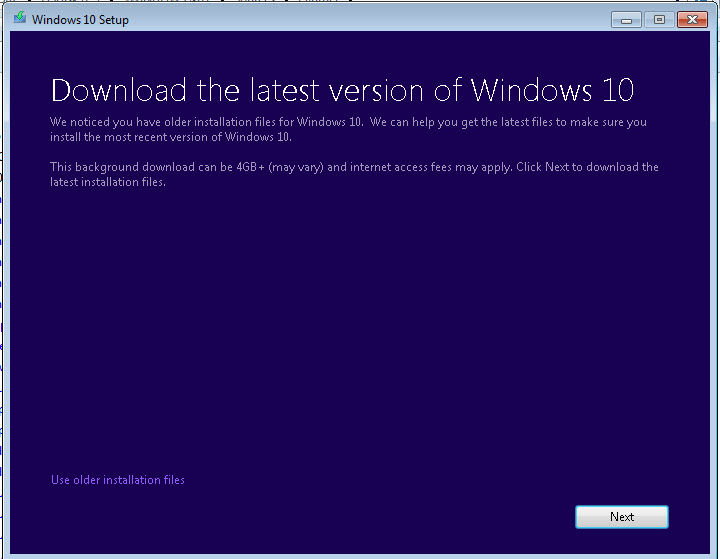 Windows 10 Setup
Download the latest version of Windows 10
We noticed you have older installation files for Windows 10.  We can help you get the latest files to make sure you
install the most recent version of Windows 10.
This background download can be 4GB+ (may vary) and internet access fees may apply. Click Next to download the
latest installation files.
Use older installation files
Next